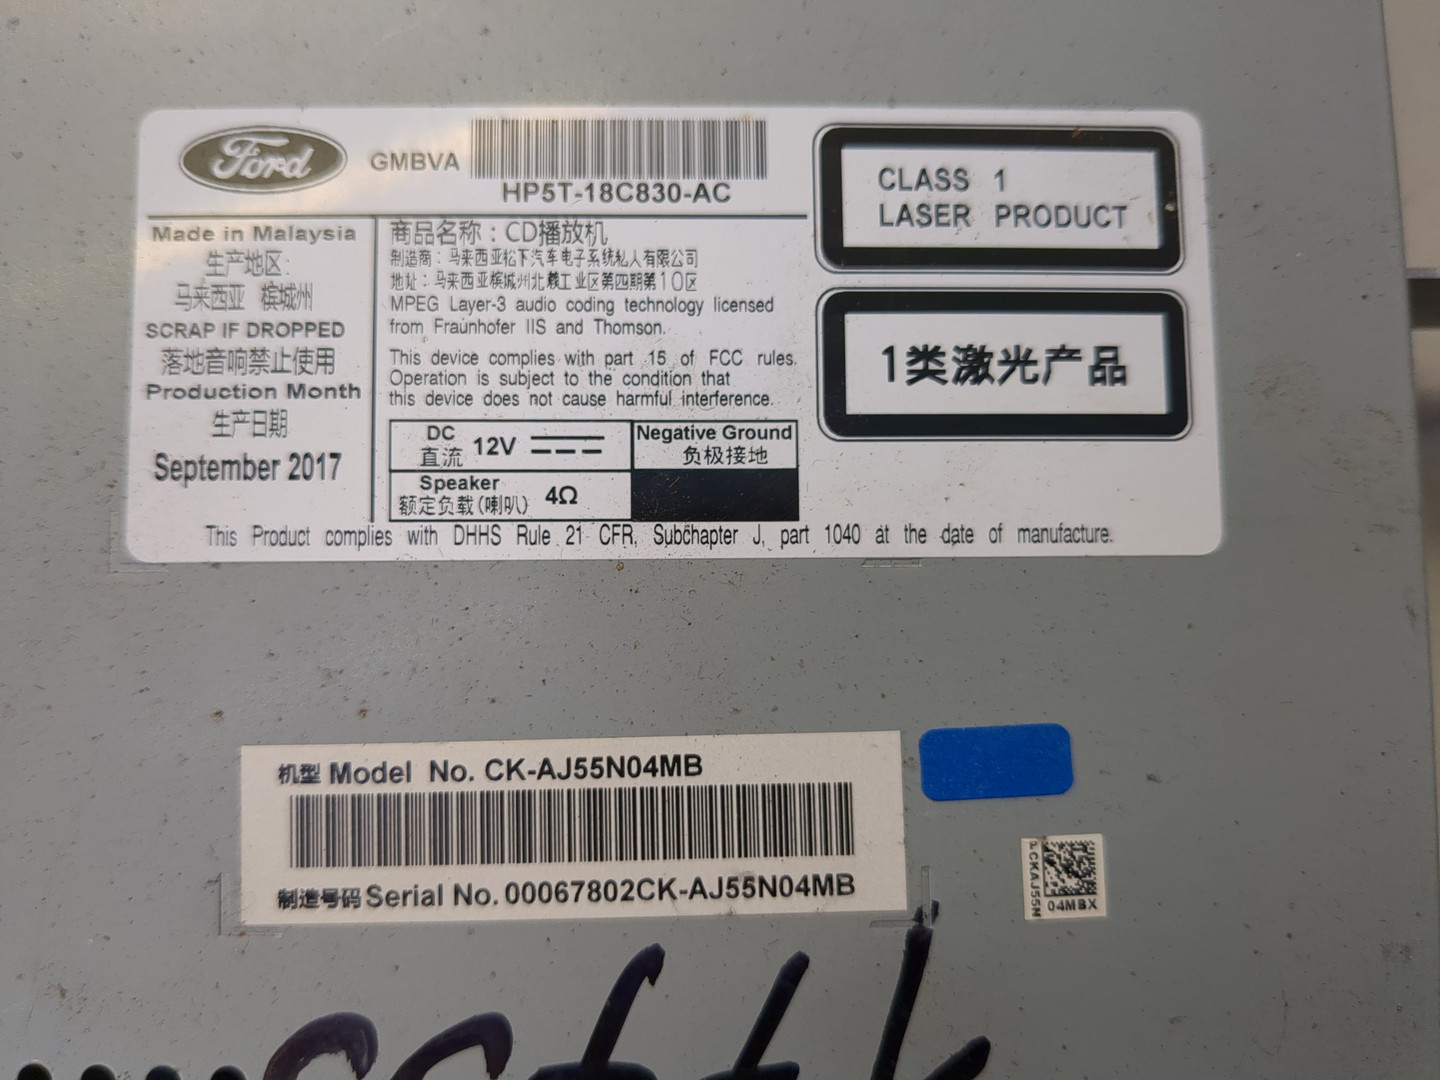 Ford
GMBVA
HP5T-18C830-AC
Made in Malaysia
生产地区:
马来西亚 槟城州
SCRAP IF DROPPED
落地音响禁止使用
Production Month
生产日期
September 2017
商品名称：CD播放机
制造商：马来西亚松下汽车电子系统私人有限公司
地址：马来西亚槟城州北赖工业区第四期第10区
MPEG Layer-3 audio coding technology licensed
from Fraunhofer IIS and Thomson.
This device complies with part 15 of FCC rules.
Operation is subject to the condition that
this device does not cause harmful interference.
DC
直流 12V
Negative Ground
负极接地
Speaker
额定负载(喇叭) 4Ω
CLASS 1
LASER PRODUCT
1类激光产品
This Product complies with DHHS Rule 21 CFR, Subchapter J, part 1040 at the date of manufacture.
机型 Model No. CK-AJ55N04MB
制造号码 Serial No. 00067802CK-AJ55N04MB
CKAJ55N
04MBX